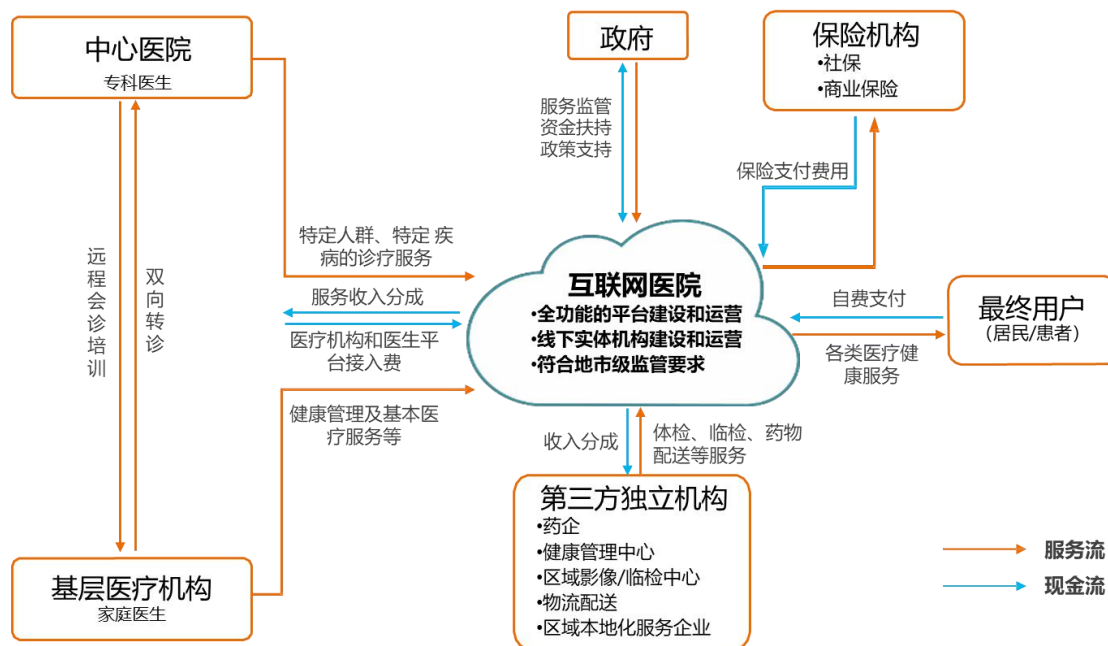 中心医院
专科医生
政府
保险机构
•社保
•商业保险
服务监管
资金扶持
政策支持
保险支付费用
远程会诊培训
双向转诊
特定人群、特定 疾
病的诊疗服务
服务收入分成
医疗机构和医生平
台接入费
健康管理及基本医
疗服务等
互联网医院
•全功能的平台建设和运营
•线下实体机构建设和运营
•符合地市级监管要求
自费支付
各类医疗健
康服务
最终用户
(居民/患者)
收入分成
体检、临检、药物
配送等服务
第三方独立机构
•药企
•健康管理中心
•区域影像/临检中心
•物流配送
•区域本地化服务企业
基层医疗机构
家庭医生
服务流
现金流